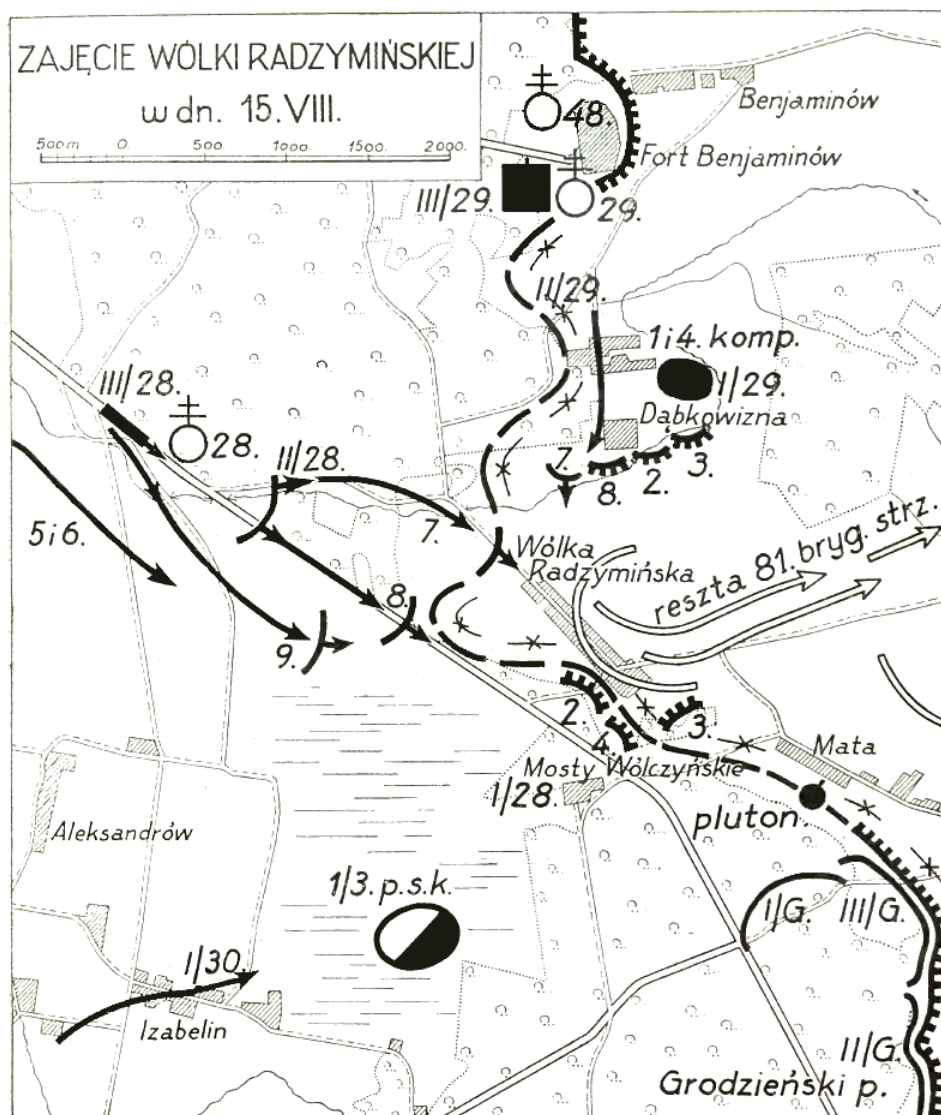 ZAJĘCIE WÓLKI RADZYMIŃSKIEJ
w dn. 15.VIII.
500m 0. 500. 1000. 1500. 2000.
Benjaminów
48.
Fort Benjaminów
III/29.
29.
II/29.
1 i 4. komp.
I/29.
Dąbkowizna
III/28.
28.
II/28.
7.
8.
2.
3.
5 i 6.
7.
Wólka
Radzymińska
reszta 81. bryg. strz.
8.
9.
2.
3.
4.
Mosty Wólczyńskie
Mata
I/28.
pluton
Aleksandrów
1/3. p.s.k.
I/G.
III/G.
I/30.
Izabelin
II/G.
Grodzieński p.